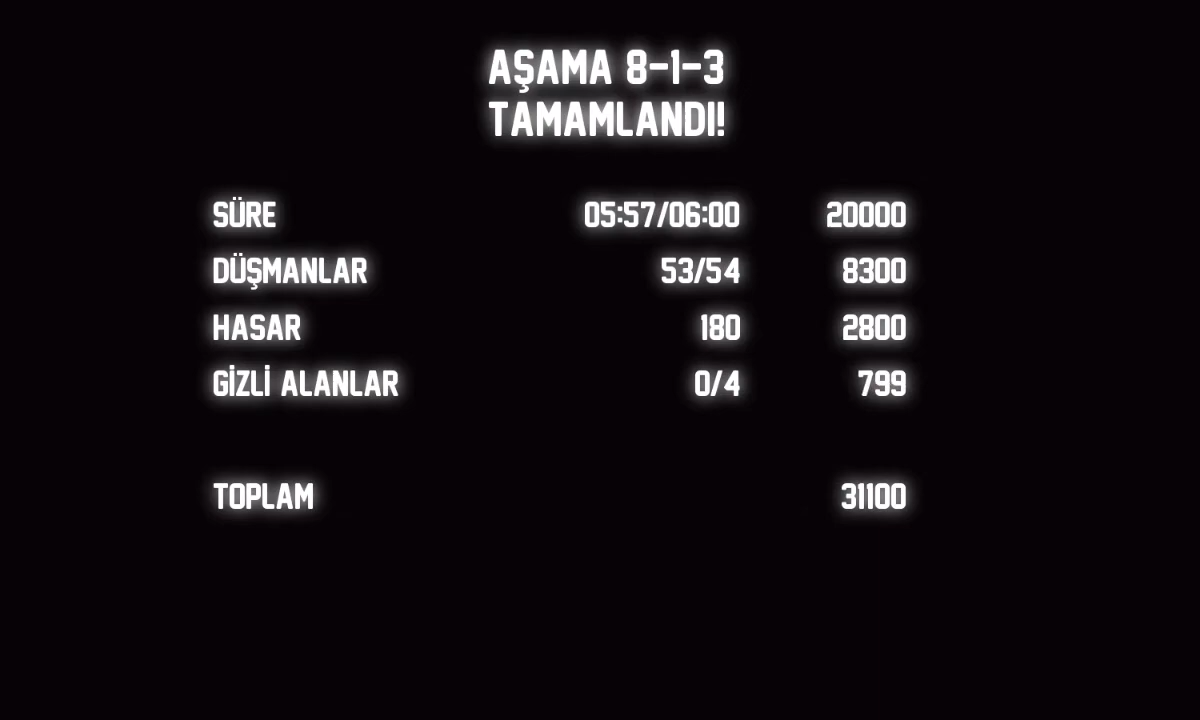 AŞAMA 8-1-3
TAMAMLANDI!
SÜRE 05:57/06:00 20000
DÜŞMANLAR 53/54 8300
HASAR 180 2800
GİZLİ ALANLAR 0/4 799
TOPLAM 31100